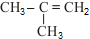 CH₃– C = CH₂
CH₃